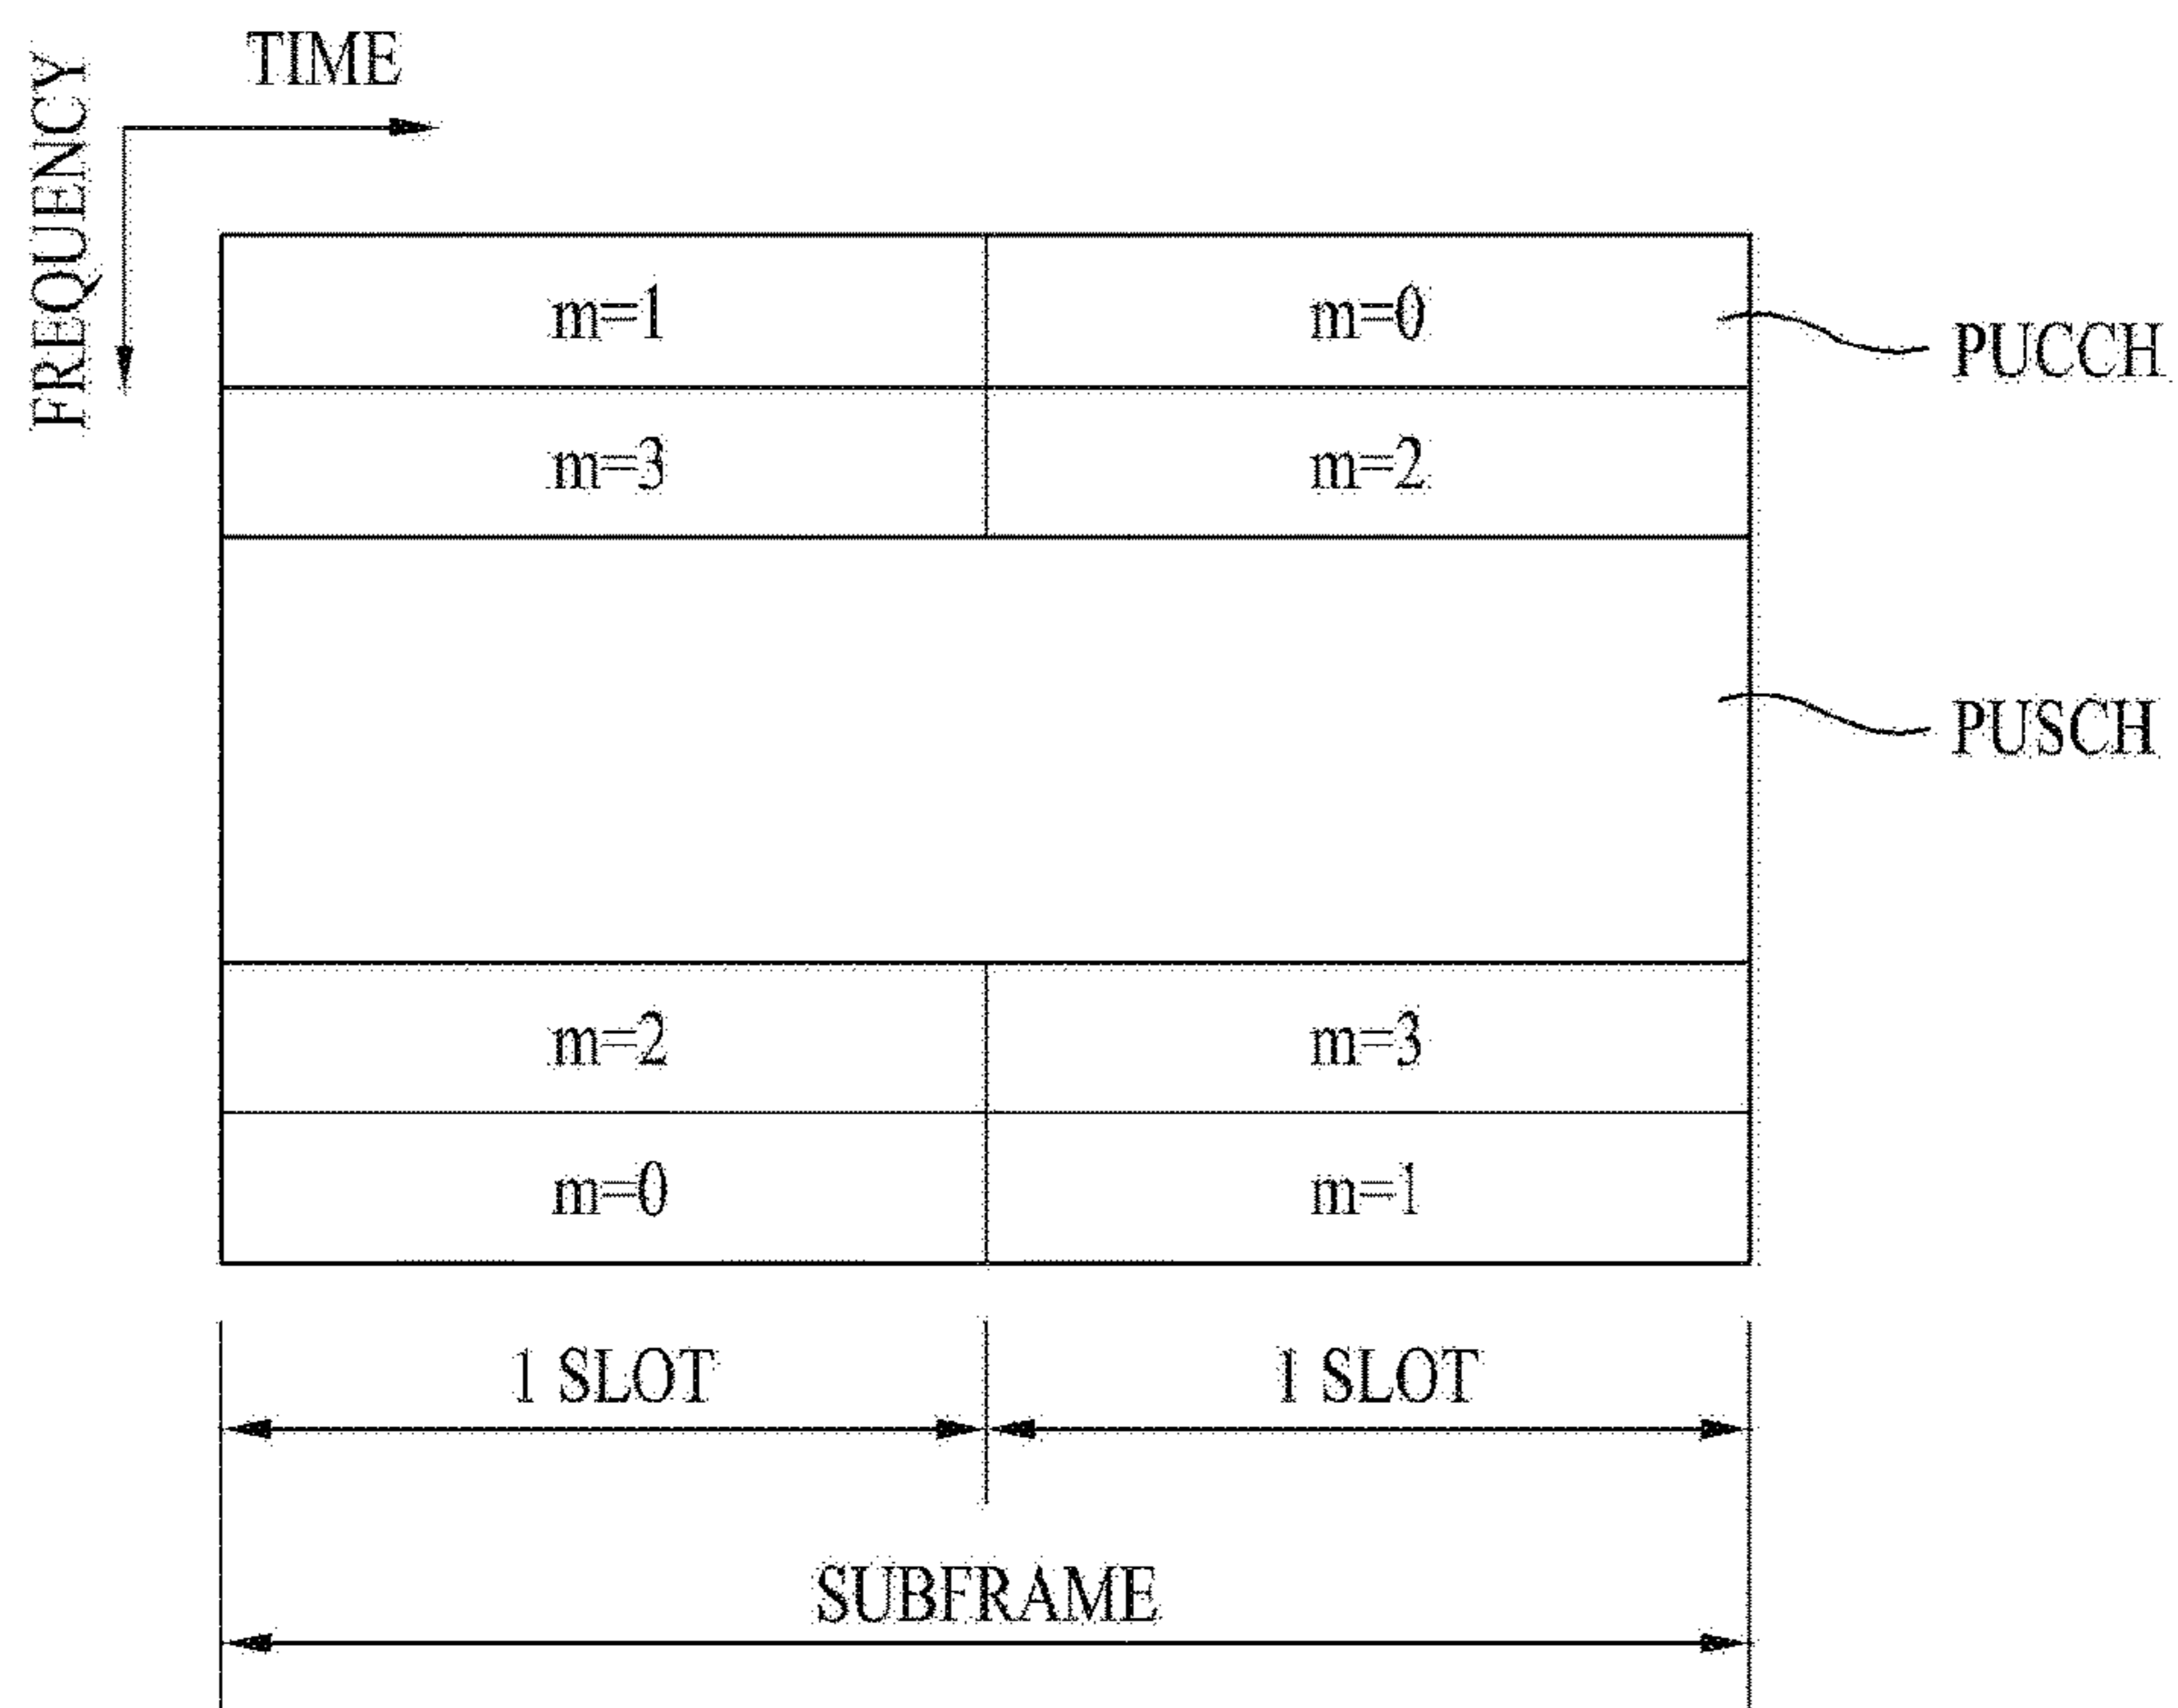 TIME
FREQUENCY
m=1 m=0
PUCCH
m=3 m=2
PUSCH
m=2 m=3
m=0 m=1
1 SLOT 1 SLOT
SUBFRAME